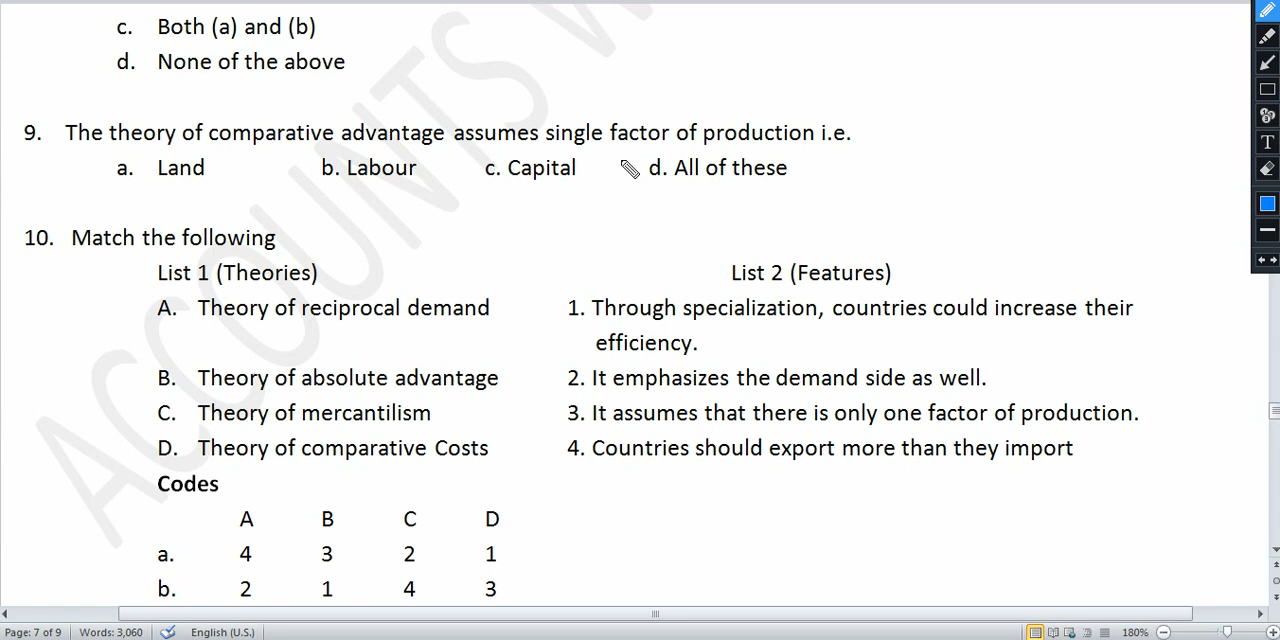 c. Both (a) and (b)
d. None of the above
9. The theory of comparative advantage assumes single factor of production i.e.
a. Land b. Labour c. Capital d. All of these
10. Match the following
List 1 (Theories) List 2 (Features)
A. Theory of reciprocal demand 1. Through specialization, countries could increase their
efficiency.
B. Theory of absolute advantage 2. It emphasizes the demand side as well.
C. Theory of mercantilism 3. It assumes that there is only one factor of production.
D. Theory of comparative Costs 4. Countries should export more than they import
Codes
A B C D
a. 4 3 2 1
b. 2 1 4 3
ACCOUNTS W
T
Page: 7 of 9 Words: 3,060 English (U.S.) 180%